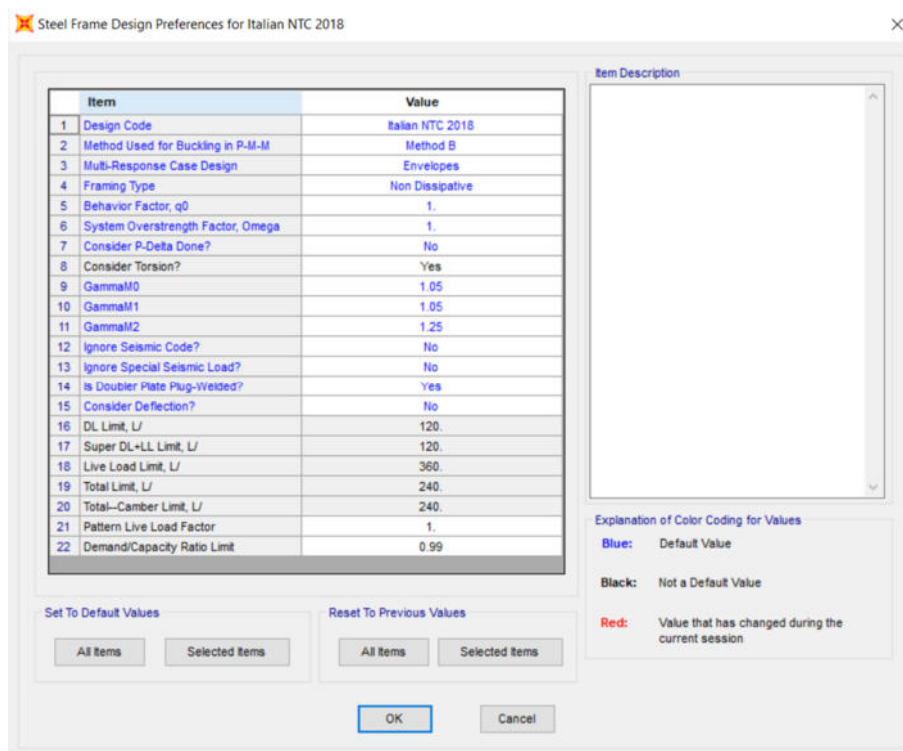 Steel Frame Design Preferences for Italian NTC 2018
Item Value
1 Design Code Italian NTC 2018
2 Method Used for Buckling in P-M-M Method B
3 Multi-Response Case Design Envelopes
4 Framing Type Non Dissipative
5 Behavior Factor, q0 1.
6 System Overstrength Factor, Omega 1.
7 Consider P-Delta Done? No
8 Consider Torsion? Yes
9 GammaM0 1.05
10 GammaM1 1.05
11 GammaM2 1.25
12 Ignore Seismic Code? No
13 Ignore Special Seismic Load? No
14 Is Doubler Plate Plug-Welded? Yes
15 Consider Deflection? No
16 DL Limit, L/ 120.
17 Super DL+LL Limit, L/ 120.
18 Live Load Limit, L/ 360.
19 Total Limit, L/ 240.
20 Total--Camber Limit, L/ 240.
21 Pattern Live Load Factor 1.
22 Demand/Capacity Ratio Limit 0.99
Item Description
Explanation of Color Coding for Values
Blue: Default Value
Black: Not a Default Value
Red: Value that has changed during the
current session
Set To Default Values
All Items Selected Items
Reset To Previous Values
All Items Selected Items
OK Cancel